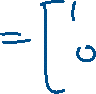 = [ 1 0